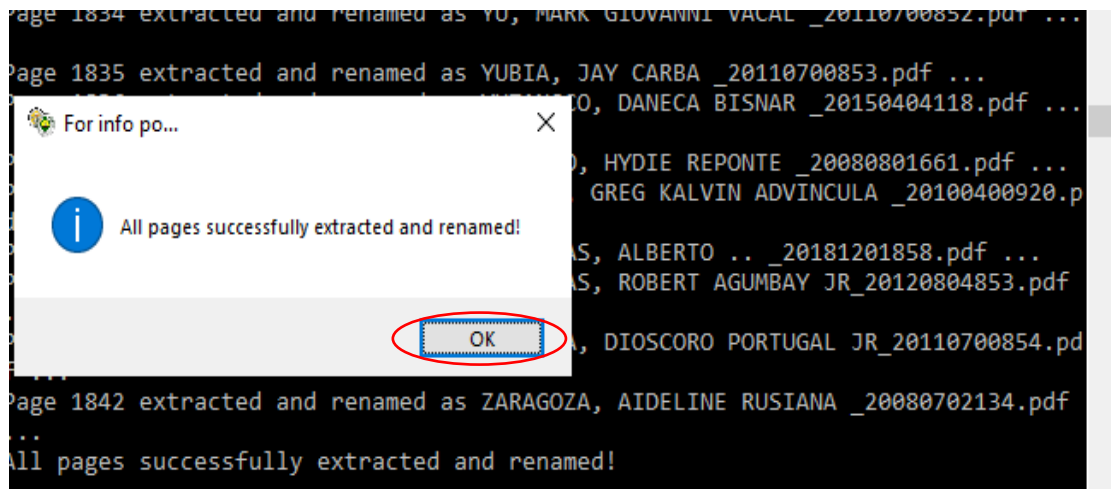 Page 1834 extracted and renamed as YU, MARK GIOVANNI VACAL _20110700852.pdf ...
Page 1835 extracted and renamed as YUBIA, JAY CARBA _20110700853.pdf ...
CO, DANECA BISNAR _20150404118.pdf ...
For info po...
, HYDIE REPONTE _20080801661.pdf ...
GREG KALVIN ADVINCULA _20100400920.p
All pages successfully extracted and renamed!
AS, ALBERTO .. _20181201858.pdf ...
AS, ROBERT AGUMBAY JR_20120804853.pdf
OK
, DIOSCORO PORTUGAL JR_20110700854.pd
Page 1842 extracted and renamed as ZARAGOZA, AIDELINE RUSIANA _20080702134.pdf
...
All pages successfully extracted and renamed!